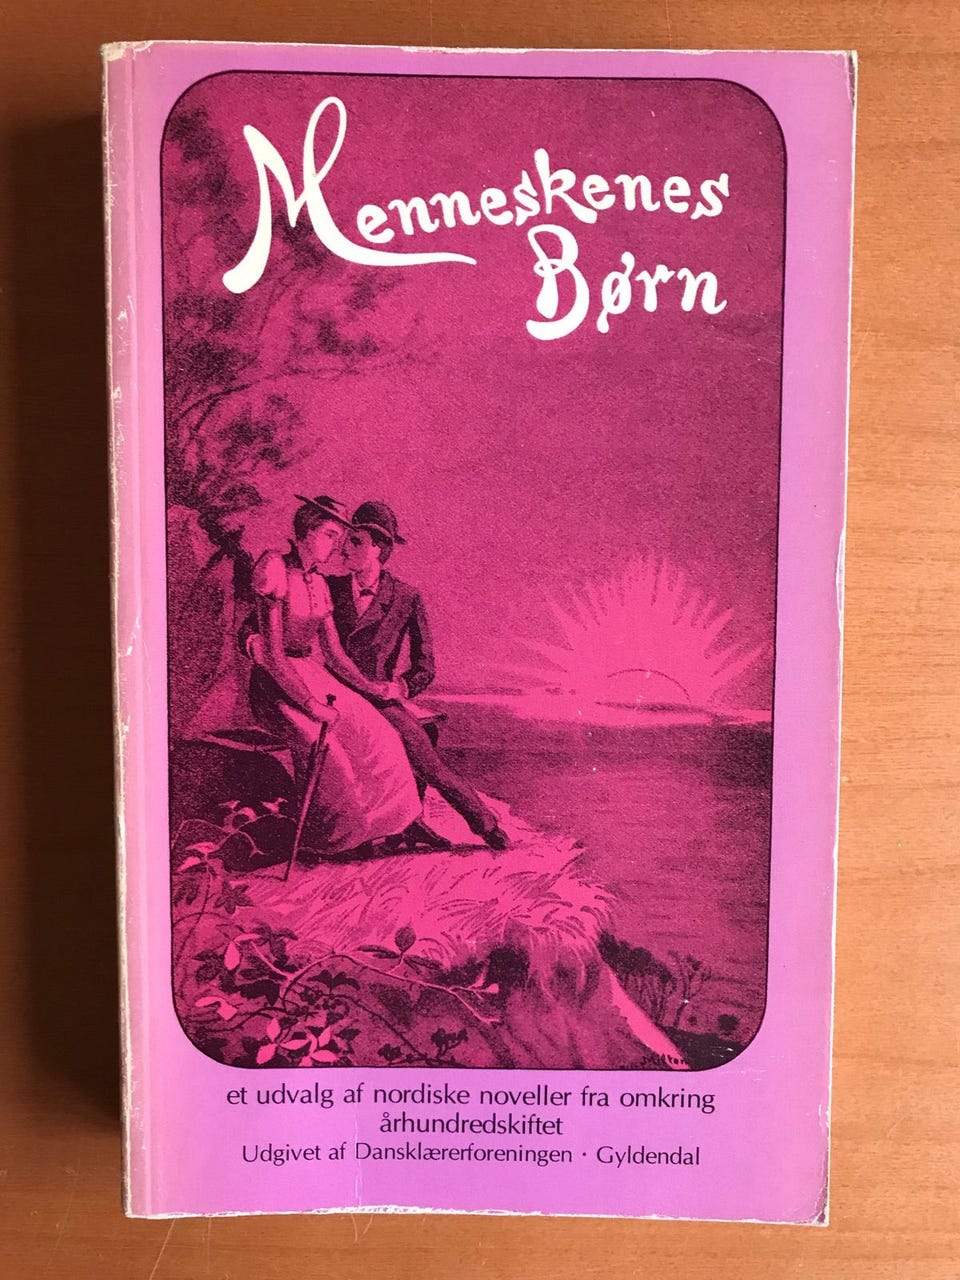 Menneskenes
Børn
et udvalg af nordiske noveller fra omkring
århundredskiftet
Udgivet af Dansklærerforeningen · Gyldendal